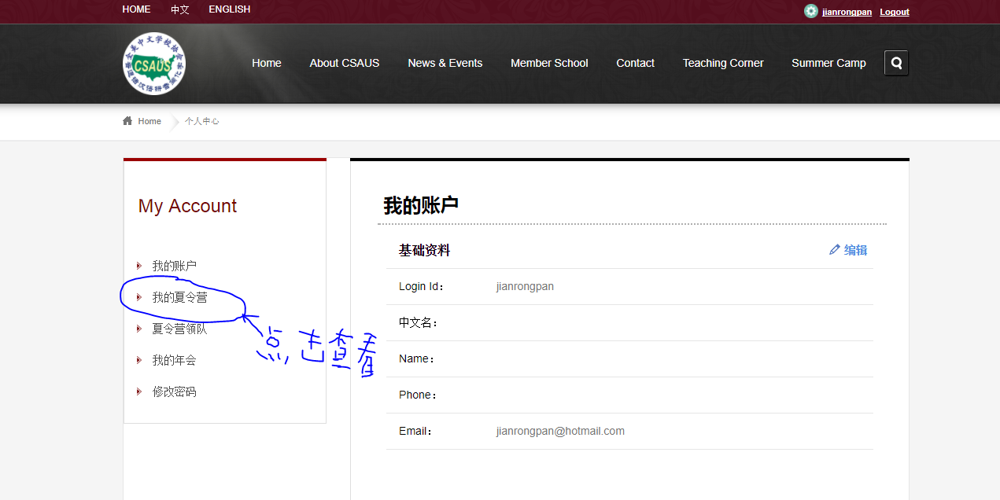 HOME 中文 ENGLISH
jianrongpan Logout
CSAUS
Home About CSAUS News & Events Member School Contact Teaching Corner Summer Camp
Home 个人中心
My Account
我的账户
我的夏令营
夏令营领队
我的年会
修改密码
点击查看
我的账户
基础资料 编辑
Login Id： jianrongpan
中文名：
Name：
Phone：
Email： jianrongpan@hotmail.com